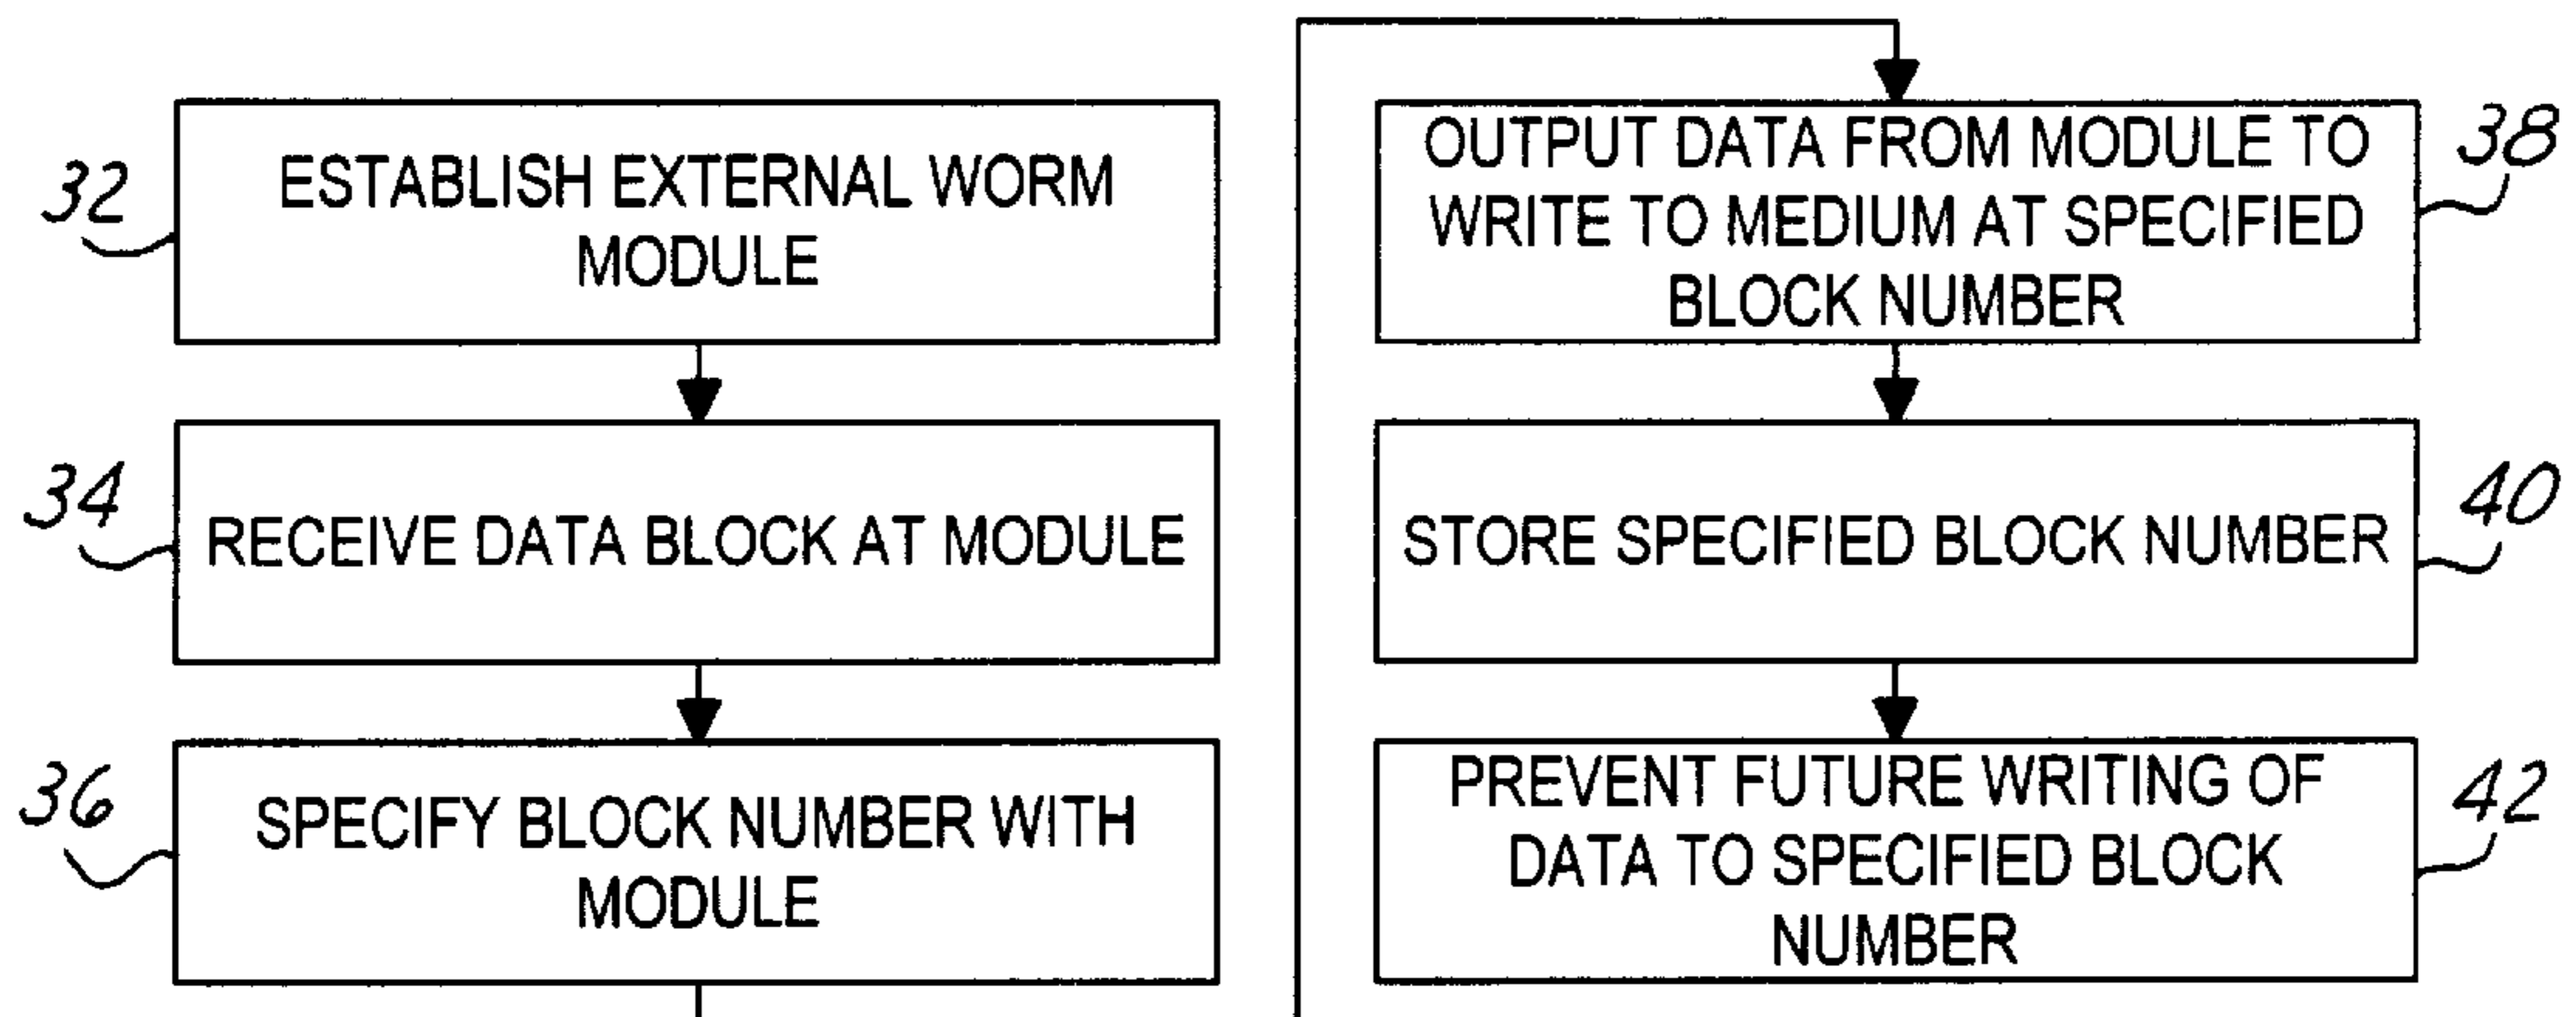 32
ESTABLISH EXTERNAL WORM
MODULE
34
RECEIVE DATA BLOCK AT MODULE
36
SPECIFY BLOCK NUMBER WITH
MODULE
38
OUTPUT DATA FROM MODULE TO
WRITE TO MEDIUM AT SPECIFIED
BLOCK NUMBER
40
STORE SPECIFIED BLOCK NUMBER
42
PREVENT FUTURE WRITING OF
DATA TO SPECIFIED BLOCK
NUMBER